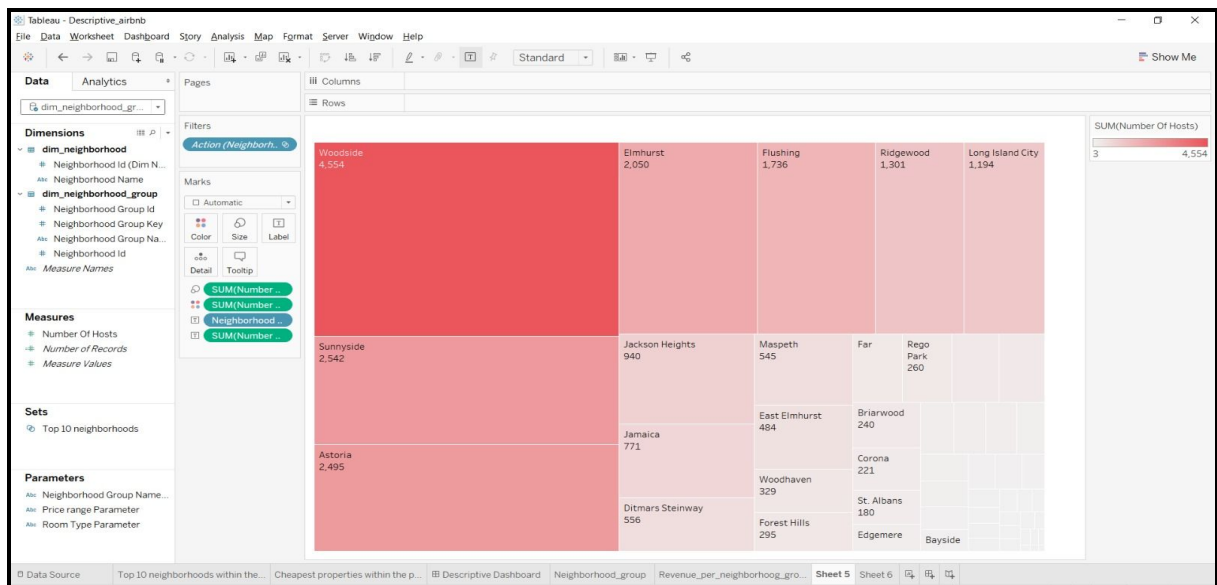 Tableau - Descriptive_airbnb
File Data Worksheet Dashboard Story Analysis Map Format Server Window Help
Standard
Show Me
Data Analytics
dim_neighborhood_gr...
Dimensions
dim_neighborhood
Neighborhood Id (Dim N...
Abc Neighborhood Name
dim_neighborhood_group
Neighborhood Group Id
Neighborhood Group Key
Abc Neighborhood Group Na...
Neighborhood Id
Abc Measure Names
Measures
Number Of Hosts
Number of Records
Measure Values
Sets
Top 10 neighborhoods
Parameters
Abc Neighborhood Group Name...
Abc Price range Parameter
Abc Room Type Parameter
Pages
Filters
Action (Neighborh..
Marks
Automatic
Color Size Label
Detail Tooltip
SUM(Number ..
SUM(Number ..
Neighborhood ..
SUM(Number ..
Columns
Rows
Woodside
4,554
Sunnyside
2,542
Astoria
2,495
Elmhurst
2,050
Flushing
1,736
Ridgewood
1,301
Long Island City
1,194
Jackson Heights
940
Jamaica
771
Ditmars Steinway
556
Maspeth
545
East Elmhurst
484
Woodhaven
329
Forest Hills
295
Far
Rego
Park
260
Briarwood
240
Corona
221
St. Albans
180
Edgemere
Bayside
SUM(Number Of Hosts)
3 4,554
Data Source Top 10 neighborhoods within the... Cheapest properties within the p... Descriptive Dashboard Neighborhood_group Revenue_per_neighborhoog_gro... Sheet 5 Sheet 6